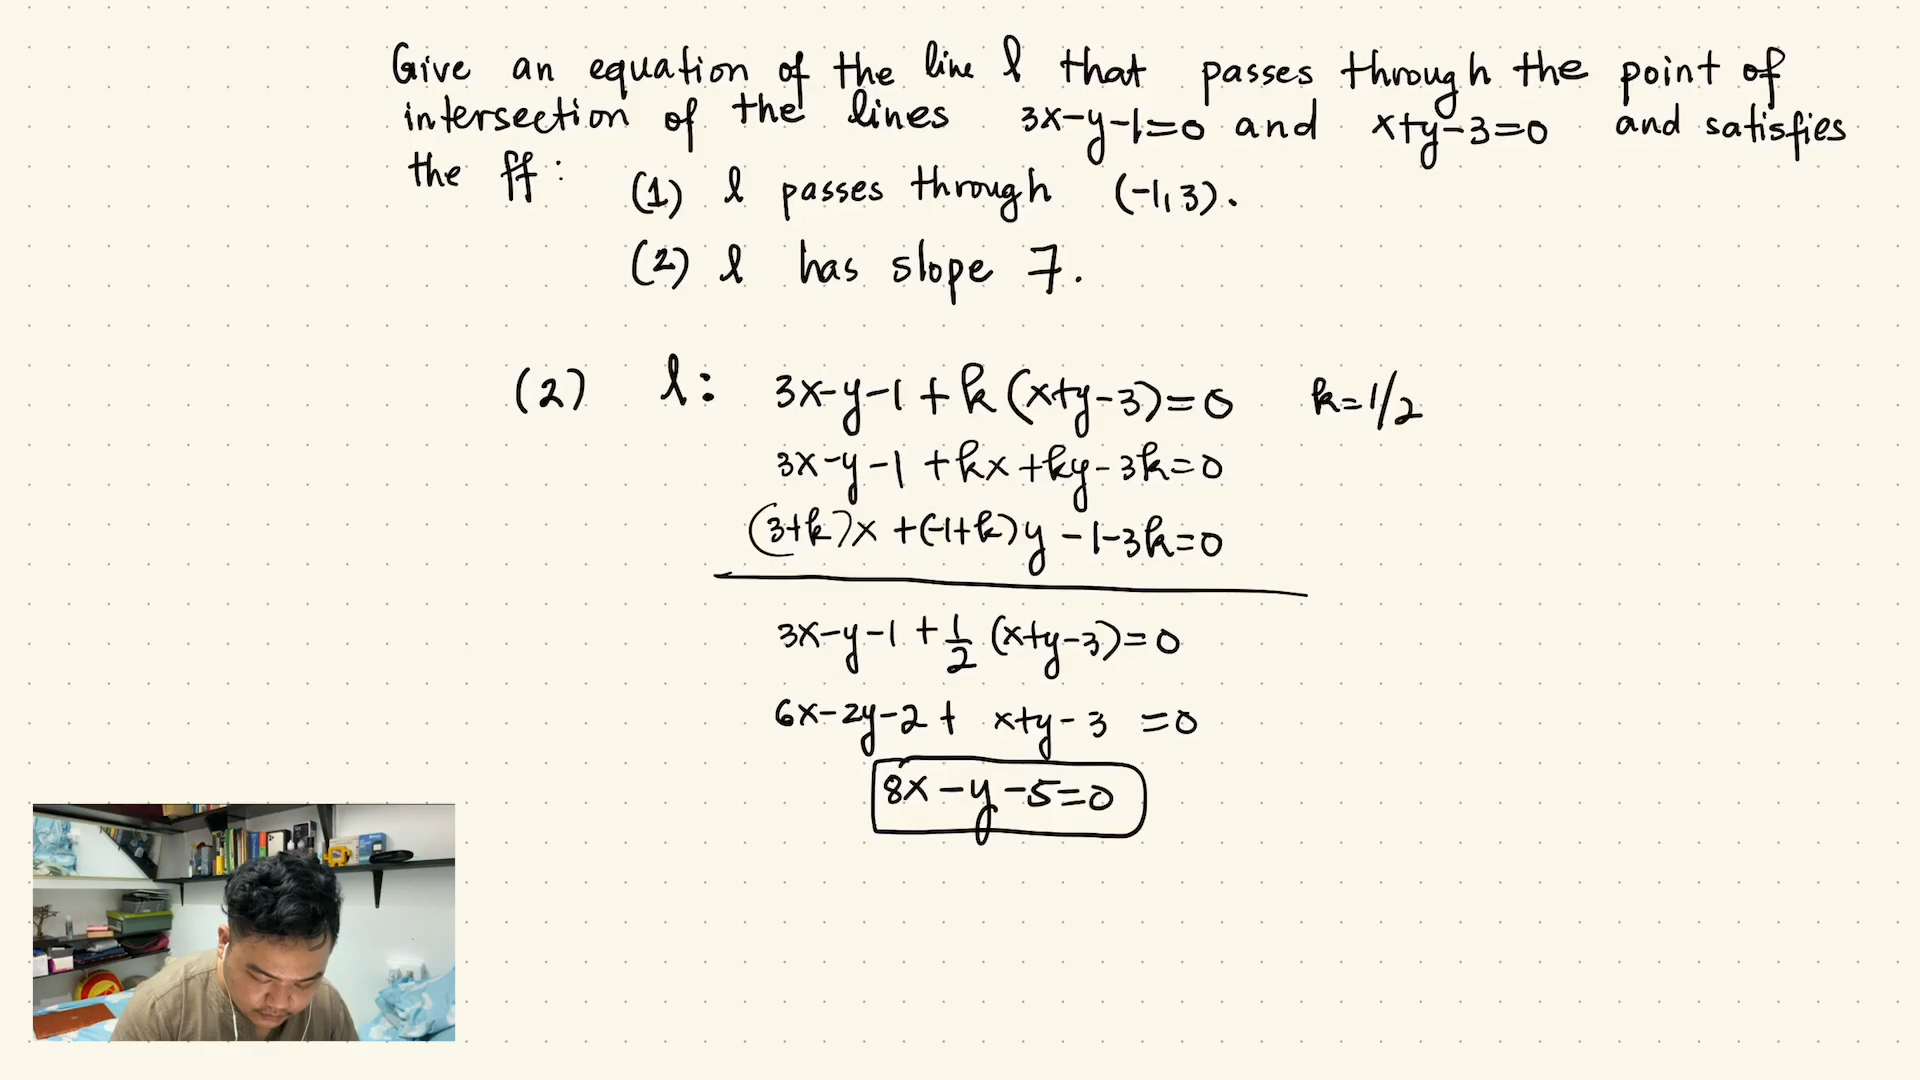 Give an equation of the line l that passes through the point of
intersection of the lines 3x-y-1=0 and x+y-3=0 and satisfies
the ff:
(1) l passes through (-1,3).
(2) l has slope 7.
(2) l: 3x-y-1+k(x+y-3)=0 k=1/2
3x-y-1+kx+ky-3k=0
(3+k)x+(-1+k)y-1-3k=0
3x-y-1+1/2(x+y-3)=0
6x-2y-2+ x+y-3 =0
8x-y-5=0